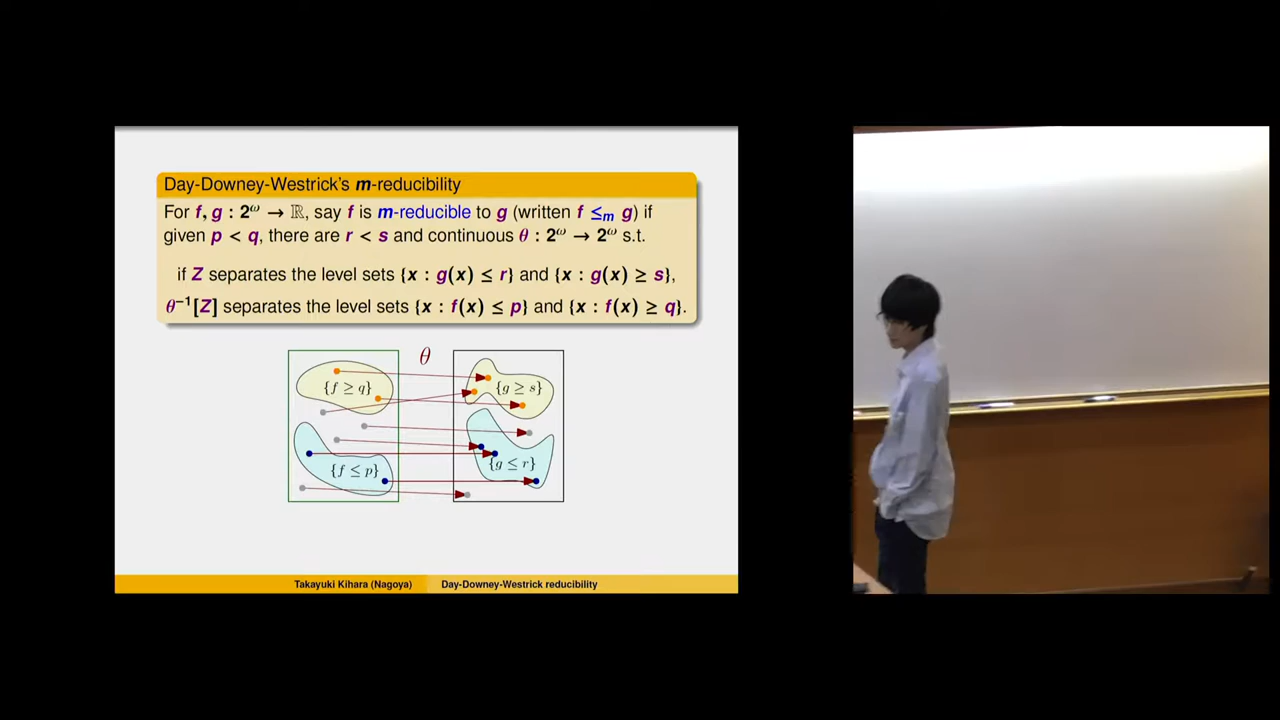 Day-Downey-Westrick's m-reducibility
For f, g : 2^ω → ℝ, say f is m-reducible to g (written f ≤_m g) if
given p < q, there are r < s and continuous θ : 2^ω → 2^ω s.t.
if Z separates the level sets {x : g(x) ≤ r} and {x : g(x) ≥ s},
θ⁻¹[Z] separates the level sets {x : f(x) ≤ p} and {x : f(x) ≥ q}.
θ
{f ≥ q} {g ≥ s}
{f ≤ p} {g ≤ r}
Takayuki Kihara (Nagoya) Day-Downey-Westrick reducibility